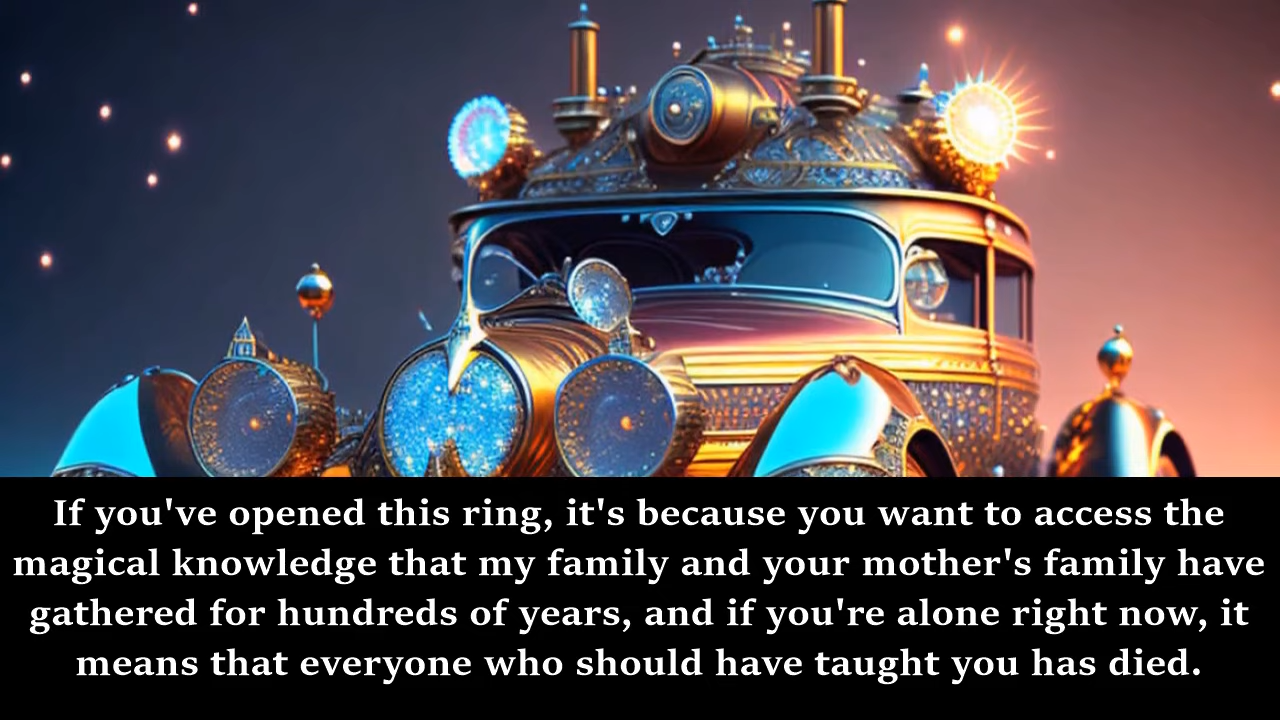 If you've opened this ring, it's because you want to access the
magical knowledge that my family and your mother's family have
gathered for hundreds of years, and if you're alone right now, it
means that everyone who should have taught you has died.